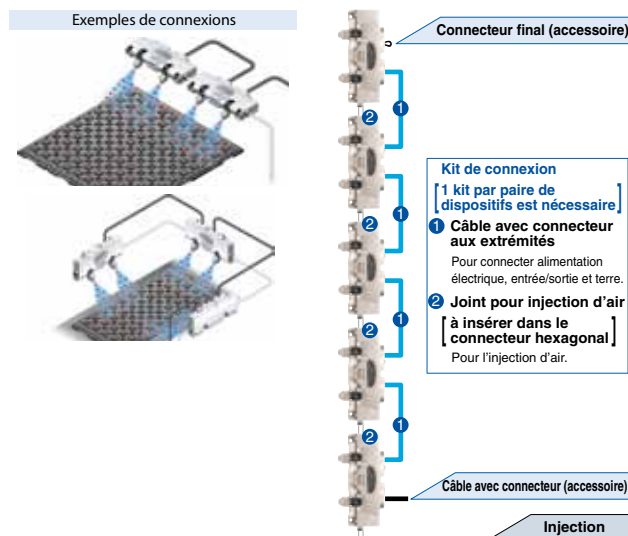 Exemples de connexions
Connecteur final (accessoire)
1
2
1
2
1
2
1
2
Kit de connexion
[1 kit par paire de
dispositifs est nécessaire]
1 Câble avec connecteur
aux extrémités
Pour connecter alimentation
électrique, entrée/sortie et terre.
2 Joint pour injection d'air
[à insérer dans le
connecteur hexagonal]
Pour l'injection d'air.
Câble avec connecteur (accessoire)
Injection